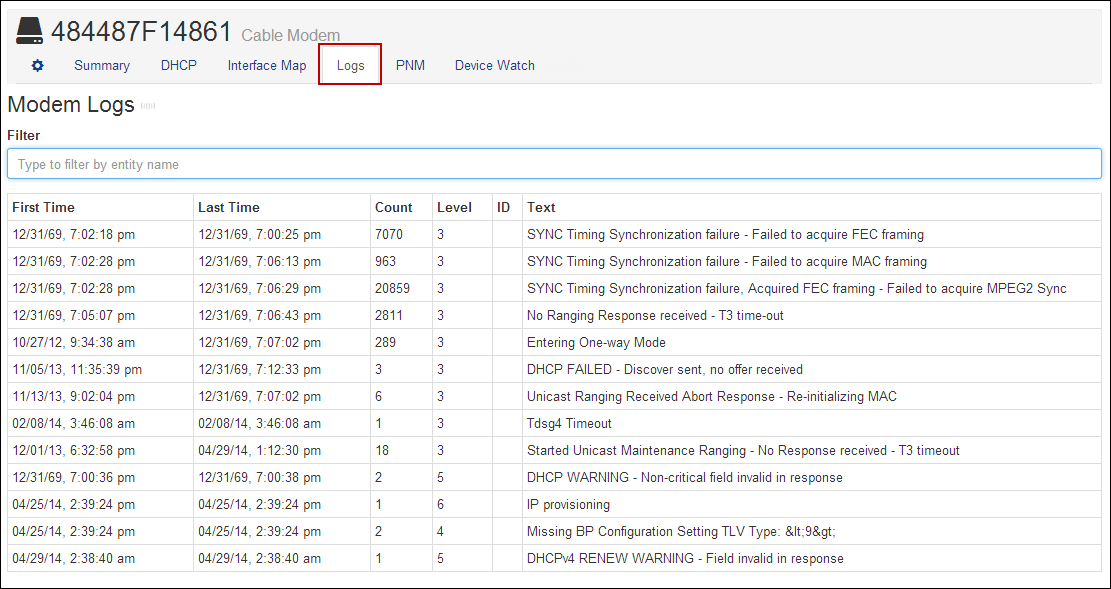 484487F14861 Cable Modem
Summary DHCP Interface Map Logs PNM Device Watch
Modem Logs
Filter
Type to filter by entity name
First Time Last Time Count Level ID Text
12/31/69, 7:02:18 pm 12/31/69, 7:00:25 pm 7070 3 SYNC Timing Synchronization failure - Failed to acquire FEC framing
12/31/69, 7:02:28 pm 12/31/69, 7:06:13 pm 963 3 SYNC Timing Synchronization failure - Failed to acquire MAC framing
12/31/69, 7:02:28 pm 12/31/69, 7:06:29 pm 20859 3 SYNC Timing Synchronization failure, Acquired FEC framing - Failed to acquire MPEG2 Sync
12/31/69, 7:05:07 pm 12/31/69, 7:06:43 pm 2811 3 No Ranging Response received - T3 time-out
10/27/12, 9:34:38 am 12/31/69, 7:07:02 pm 289 3 Entering One-way Mode
11/05/13, 11:35:39 pm 12/31/69, 7:12:33 pm 3 3 DHCP FAILED - Discover sent, no offer received
11/13/13, 9:02:04 pm 12/31/69, 7:07:02 pm 6 3 Unicast Ranging Received Abort Response - Re-initializing MAC
02/08/14, 3:46:08 am 02/08/14, 3:46:08 am 1 3 Tdsg4 Timeout
12/01/13, 6:32:58 pm 04/29/14, 1:12:30 pm 18 3 Started Unicast Maintenance Ranging - No Response received - T3 timeout
12/31/69, 7:00:36 pm 12/31/69, 7:00:38 pm 2 5 DHCP WARNING - Non-critical field invalid in response
04/25/14, 2:39:24 pm 04/25/14, 2:39:24 pm 1 6 IP provisioning
04/25/14, 2:39:24 pm 04/25/14, 2:39:24 pm 2 4 Missing BP Configuration Setting TLV Type: &lt;9&gt;
04/29/14, 2:38:40 am 04/29/14, 2:38:40 am 1 5 DHCPv4 RENEW WARNING - Field invalid in response